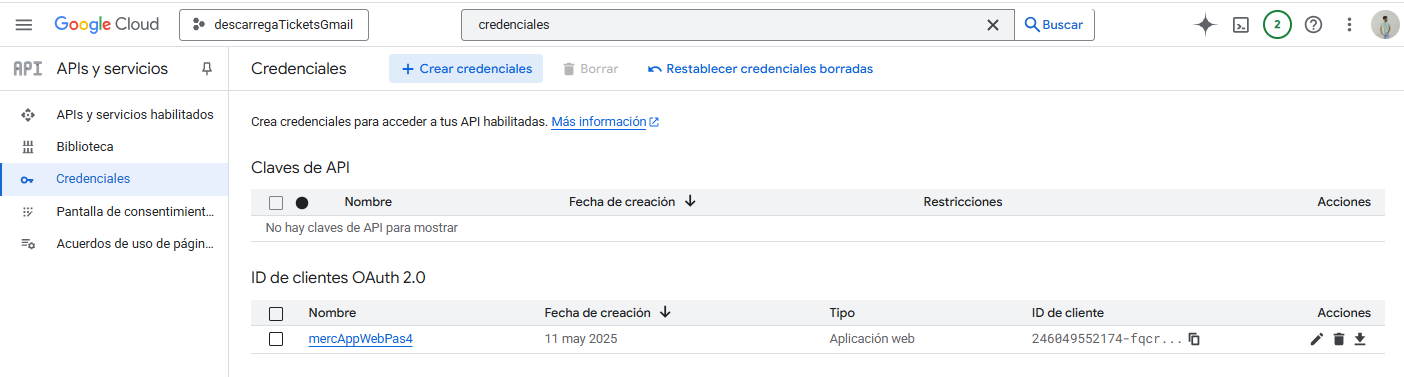 Google Cloud
descarregaTicketsGmail
credenciales
Buscar
2
API
APIs y servicios
Credenciales
Crear credenciales
Borrar
Restablecer credenciales borradas
APIs y servicios habilitados
Biblioteca
Credenciales
Pantalla de consentimient...
Acuerdos de uso de págin...
Crea credenciales para acceder a tus API habilitadas. Más información
Claves de API
Nombre Fecha de creación Restricciones Acciones
No hay claves de API para mostrar
ID de clientes OAuth 2.0
Nombre Fecha de creación Tipo ID de cliente Acciones
mercAppWebPas4 11 may 2025 Aplicación web 246049552174-fqcr...